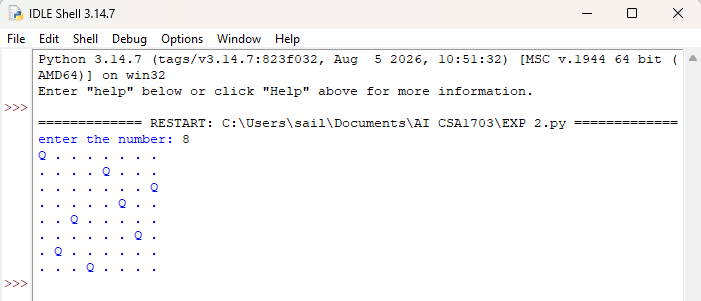 IDLE Shell 3.14.7
File Edit Shell Debug Options Window Help
Python 3.14.7 (tags/v3.14.7:823f032, Aug  5 2026, 10:51:32) [MSC v.1944 64 bit (
AMD64)] on win32
Enter "help" below or click "Help" above for more information.
>>>
============= RESTART: C:\Users\sail\Documents\AI CSA1703\EXP 2.py =============
enter the number: 8
Q . . . . . . .
. . . . Q . . .
. . . . . . . Q
. . . . . Q . .
. . Q . . . . .
. . . . . . Q .
. Q . . . . . .
. . . Q . . . .
>>>